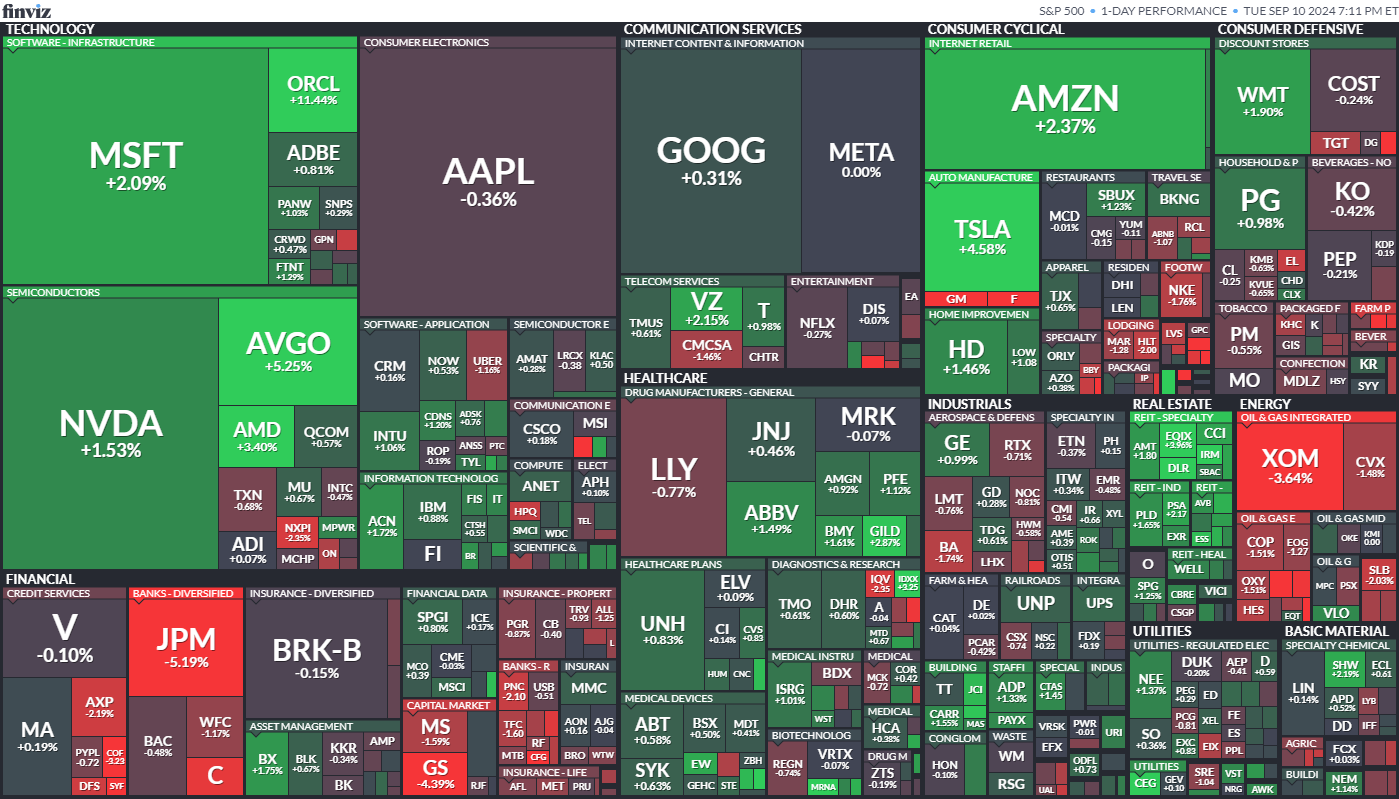 finviz
S&P 500 • 1-DAY PERFORMANCE • TUE SEP 10 2024 7:11 PM ET
TECHNOLOGY
SOFTWARE - INFRASTRUCTURE
MSFT
+2.09%
ORCL
+11.44%
ADBE
+0.81%
PANW
+1.03%
SNPS
+0.29%
CRWD
+0.47%
GPN
FTNT
+1.29%
CONSUMER ELECTRONICS
AAPL
-0.36%
SEMICONDUCTORS
NVDA
+1.53%
AVGO
+5.25%
AMD
+3.40%
QCOM
+0.57%
TXN
-0.68%
MU
+0.67%
INTC
-0.47%
ADI
+0.07%
NXPI
-2.35%
MPWR
MCHP
ON
SOFTWARE - APPLICATION
CRM
+0.16%
NOW
+0.53%
UBER
-1.16%
INTU
+1.06%
CDNS
+1.20%
ADSK
+0.76
ROP
-0.19%
ANSS
PTC
TYL
INFORMATION TECHNOLOG
ACN
+1.72%
IBM
+0.88%
FIS
IT
FI
CTSH
+0.55
BR
SEMICONDUCTOR E
AMAT
+0.28%
LRCX
-0.38
KLAC
+0.50
COMMUNICATION E
CSCO
+0.18%
MSI
COMPUTE
ANET
HPQ
SMCI
WDC
ELECT
APH
+0.10%
TEL
SCIENTIFIC &
COMMUNICATION SERVICES
INTERNET CONTENT & INFORMATION
GOOG
+0.31%
META
0.00%
TELECOM SERVICES
TMUS
+0.61%
VZ
+2.15%
T
+0.98%
CMCSA
-1.46%
CHTR
ENTERTAINMENT
NFLX
-0.27%
DIS
+0.07%
EA
CONSUMER CYCLICAL
INTERNET RETAIL
AMZN
+2.37%
AUTO MANUFACTURE
TSLA
+4.58%
GM
F
RESTAURANTS
MCD
-0.01%
SBUX
+1.23%
CMG
-0.15
YUM
-0.11
TRAVEL SE
BKNG
ABNB
-1.07
RCL
HOME IMPROVEMEN
HD
+1.46%
LOW
+1.08
APPAREL
TJX
+0.65%
RESIDEN
DHI
LEN
FOOTW
NKE
-1.76%
SPECIALTY
ORLY
AZO
+0.38%
BBY
LODGING
MAR
-1.28
HLT
-2.00
LVS
GPC
PACKAGI
IP
CONSUMER DEFENSIVE
DISCOUNT STORES
WMT
+1.90%
COST
-0.24%
TGT
DG
HOUSEHOLD & P
PG
+0.98%
CL
-0.25
KMB
-0.63%
EL
KVUE
-0.65%
CHD
CLX
BEVERAGES - NO
KO
-0.42%
PEP
-0.21%
KDP
-0.19
TOBACCO
PM
-0.55%
MO
PACKAGED F
KHC
K
GIS
FARM P
BEVER
CONFECTION
MDLZ
HSY
KR
SYY
HEALTHCARE
DRUG MANUFACTURERS - GENERAL
LLY
-0.77%
JNJ
+0.46%
MRK
-0.07%
ABBV
+1.49%
AMGN
+0.92%
PFE
+1.12%
BMY
+1.61%
GILD
+2.87%
HEALTHCARE PLANS
UNH
+0.83%
ELV
+0.09%
CI
+0.14%
CVS
+0.83
HUM
CNC
DIAGNOSTICS & RESEARCH
TMO
+0.61%
DHR
+0.60%
IQV
-2.35
IDXX
+3.25
A
-0.04
MTD
+0.67
MEDICAL DEVICES
ABT
+0.58%
BSX
+0.50%
MDT
+0.41%
SYK
+0.63%
EW
ZBH
GEHC
STE
MEDICAL INSTRU
ISRG
+1.01%
BDX
WST
MEDICAL
MCK
-0.72
COR
+0.42
MEDICAL
HCA
+0.38%
BIOTECHNOLOGY
REGN
-0.74%
VRTX
-0.07%
MRNA
DRUG M
ZTS
-0.19%
FINANCIAL
CREDIT SERVICES
V
-0.10%
MA
+0.19%
AXP
-2.19%
PYPL
-0.72
COF
-3.23
DFS
SYF
BANKS - DIVERSIFIED
JPM
-5.19%
BAC
-0.48%
WFC
-1.17%
C
INSURANCE - DIVERSIFIED
BRK-B
-0.15%
ASSET MANAGEMENT
BX
+1.75%
BLK
+0.67%
KKR
-0.34%
AMP
BK
FINANCIAL DATA
SPGI
+0.80%
ICE
+0.17%
MCO
+0.39
CME
-0.03%
MSCI
CAPITAL MARKET
MS
-1.59%
GS
-4.39%
RJF
INSURANCE - PROPERT
PGR
-0.87%
CB
-0.40
TRV
-0.93
ALL
-1.25
L
BANKS - R
PNC
-2.10
USB
-0.51
TFC
-1.60
RF
MTB
CFG
INSURAN
MMC
AON
+0.16
AJG
-0.04
BRO
WTW
INSURANCE - LIFE
AFL
MET
PRU
INDUSTRIALS
AEROSPACE & DEFENS
GE
+0.99%
RTX
-0.71%
LMT
-0.76%
GD
+0.28%
NOC
-0.81%
BA
-1.74%
TDG
+0.61%
HWM
-0.58%
LHX
SPECIALTY IN
ETN
-0.37%
PH
+0.15
ITW
+0.34%
EMR
-0.48%
CMI
-0.54
IR
+0.66
XYL
AME
+0.39
ROK
OTIS
+0.51
FARM & HEA
CAT
+0.04%
DE
+0.02%
PCAR
-0.42%
RAILROADS
UNP
CSX
-0.74
NSC
+0.22
INTEGRA
UPS
FDX
+0.19
BUILDING
TT
JCI
CARR
+1.55%
MAS
STAFFI
ADP
+1.33%
PAYX
SPECIAL
CTAS
+1.45
INDUS
VRSK
PWR
-0.01
URI
EFX
CONGLOM
HON
-0.10%
WASTE
WM
RSG
ODFL
+0.73
UAL
REAL ESTATE
REIT - SPECIALTY
AMT
+1.80
EQIX
+3.96%
CCI
IRM
DLR
SBAC
REIT - IND
PLD
+1.65%
PSA
+2.17
EXR
REIT -
AVB
ESS
O
SPG
+1.25%
REIT - HEAL
WELL
CBRE
VICI
CSGP
ENERGY
OIL & GAS INTEGRATED
XOM
-3.64%
CVX
-1.48%
OIL & GAS E
COP
-1.51%
EOG
-1.27
OXY
-1.51%
HES
EQT
OIL & GAS MID
OKE
KMI
0.00
OIL & G
MPC
PSX
VLO
SLB
-2.03%
UTILITIES
UTILITIES - REGULATED ELEC
NEE
+1.37%
DUK
-0.20%
AEP
-0.41
D
+0.59
SO
+0.36%
PEG
+0.29
ED
PCG
-0.81
XEL
FE
EXC
+0.83
EIX
ES
PPL
UTILITIES
CEG
GEV
+0.10
SRE
-1.04
VST
NRG
AWK
BASIC MATERIAL
SPECIALTY CHEMICAL
LIN
+0.14%
SHW
+2.19%
ECL
+0.61
APD
+0.52%
LYB
DD
IFF
AGRIC
FCX
+0.03%
BUILDI
NEM
+1.14%